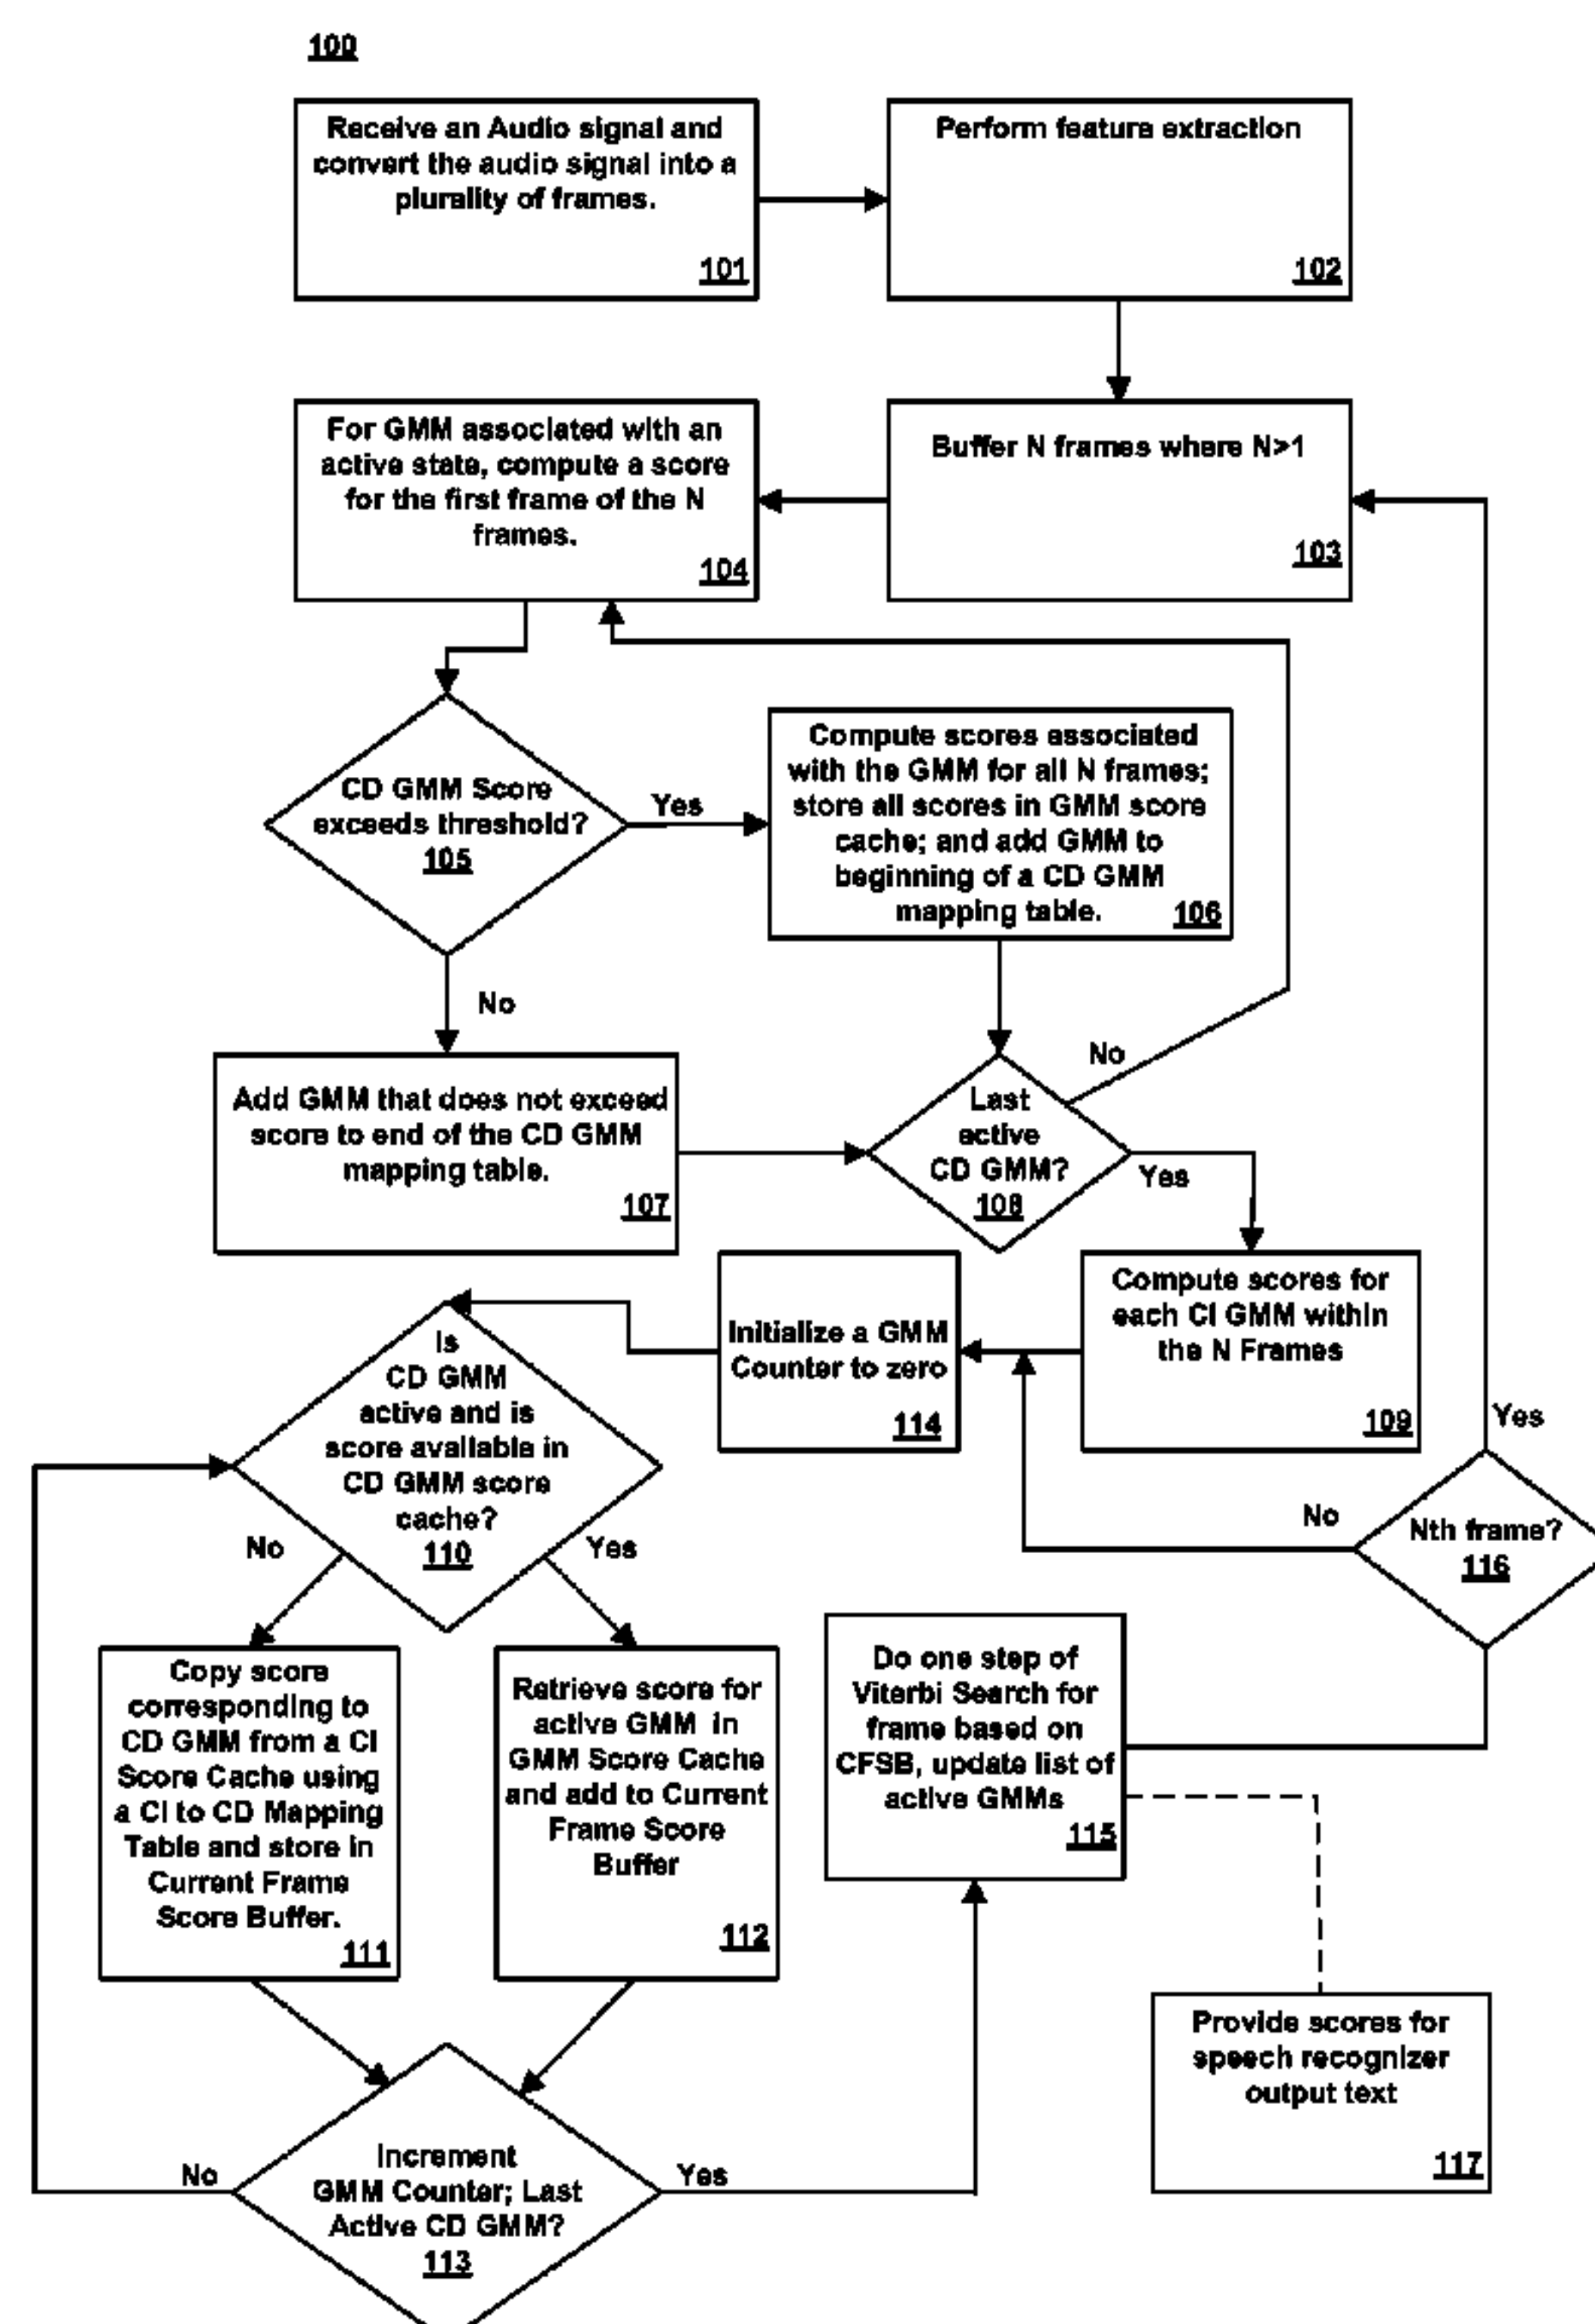 100
Receive an Audio signal and
convert the audio signal into a
plurality of frames.
101
Perform feature extraction
102
For GMM associated with an
active state, compute a score
for the first frame of the N
frames.
104
Buffer N frames where N>1
103
CD GMM Score
exceeds threshold?
105
Yes
No
Compute scores associated
with the GMM for all N frames;
store all scores in GMM score
cache; and add GMM to
beginning of a CD GMM
mapping table.
106
Add GMM that does not exceed
score to end of the CD GMM
mapping table.
107
Last
active
CD GMM?
108
No
Yes
Compute scores for
each CI GMM within
the N Frames
109
Initialize a GMM
Counter to zero
114
Is
CD GMM
active and is
score available in
CD GMM score
cache?
110
No
Yes
Nth frame?
116
Yes
No
Copy score
corresponding to
CD GMM from a CI
Score Cache using
a CI to CD Mapping
Table and store in
Current Frame
Score Buffer.
111
Retrieve score for
active GMM in
GMM Score Cache
and add to Current
Frame Score
Buffer
112
Do one step of
Viterbi Search for
frame based on
CFSB, update list of
active GMMs
115
Increment
GMM Counter; Last
Active CD GMM?
113
No
Yes
Provide scores for
speech recognizer
output text
117